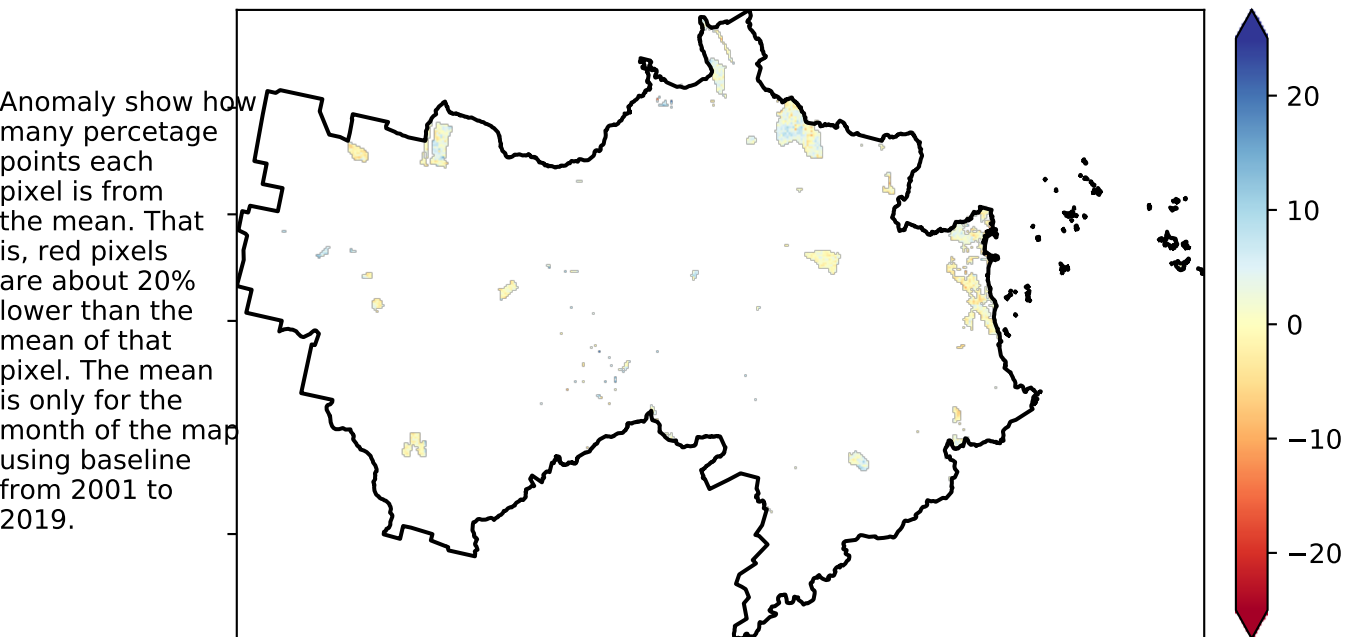 Anomaly show how
many percetage
points each
pixel is from
the mean. That
is, red pixels
are about 20%
lower than the
mean of that
pixel. The mean
is only for the
month of the map
using baseline
from 2001 to
2019.
20
10
0
−10
−20